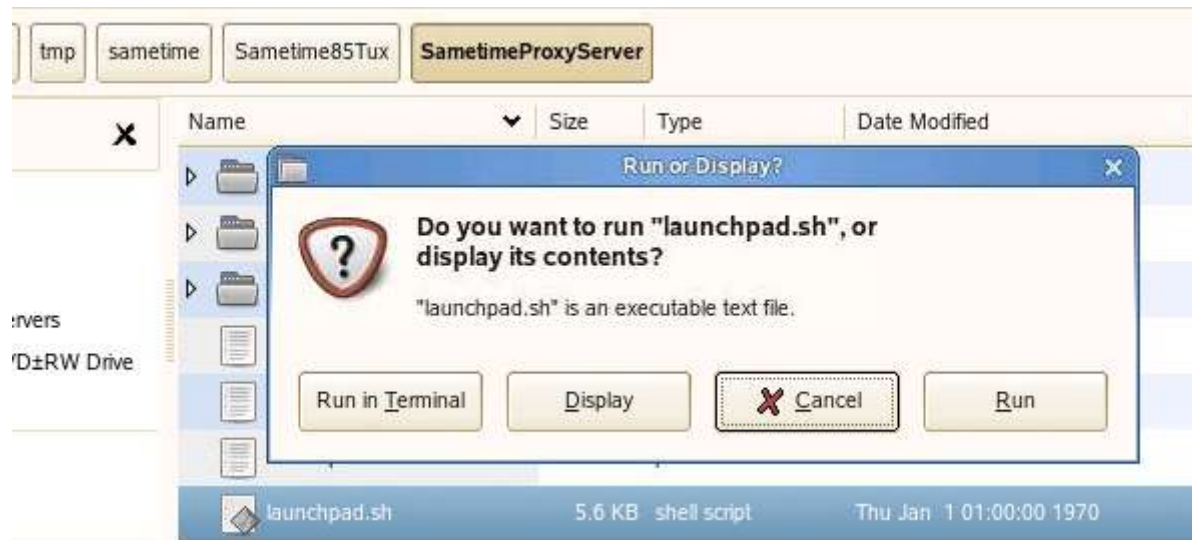 tmp sametime Sametime85Tux SametimeProxyServer
Name Size Type Date Modified
Run or Display?
Do you want to run "launchpad.sh", or
display its contents?
"launchpad.sh" is an executable text file.
ervers
/D±RW Drive
Run in Terminal Display Cancel Run
launchpad.sh 5.6 KB shell script Thu Jan 1 01:00:00 1970